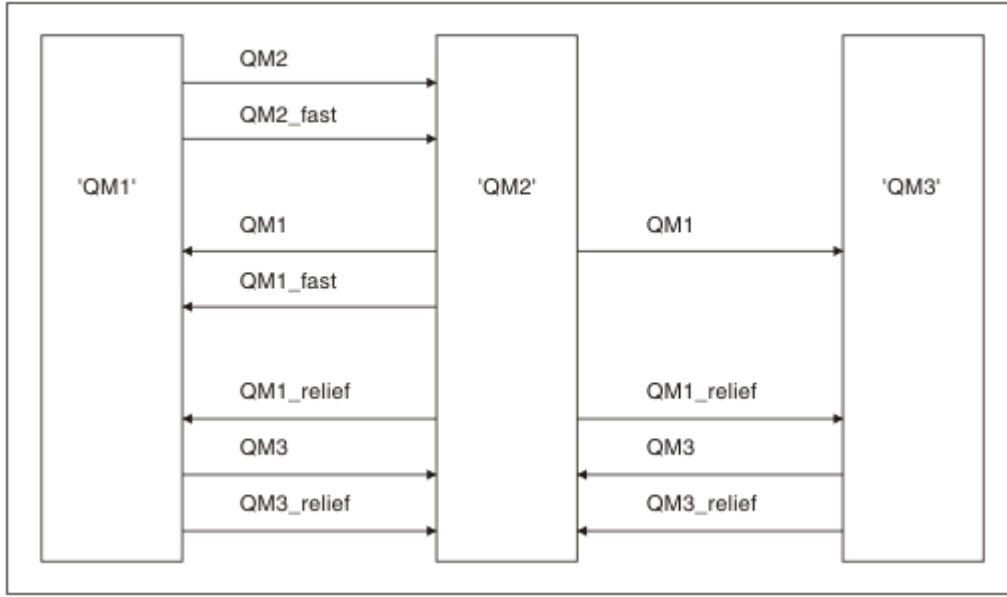 QM2
QM2_fast
'QM1' 'QM2' 'QM3'
QM1 QM1
QM1_fast
QM1_relief QM1_relief
QM3 QM3
QM3_relief QM3_relief